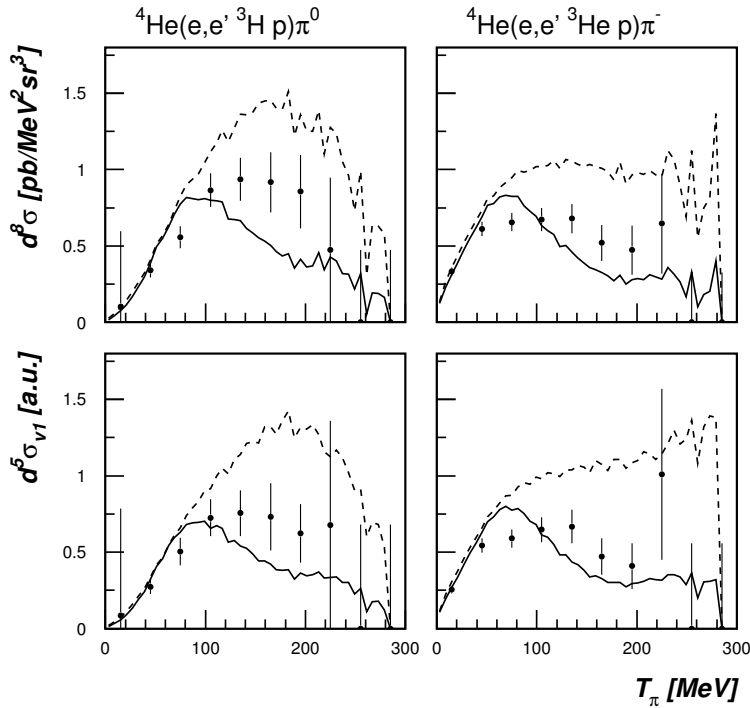 ⁴He(e,e’ ³H p)π⁰ ⁴He(e,e’ ³He p)π⁻
d⁸σ [pb/MeV²sr³]
1.5
1
0.5
0
d⁵σᵥ₁ [a.u.]
1.5
1
0.5
0
0 100 200 300 0 100 200 300
T_π [MeV]